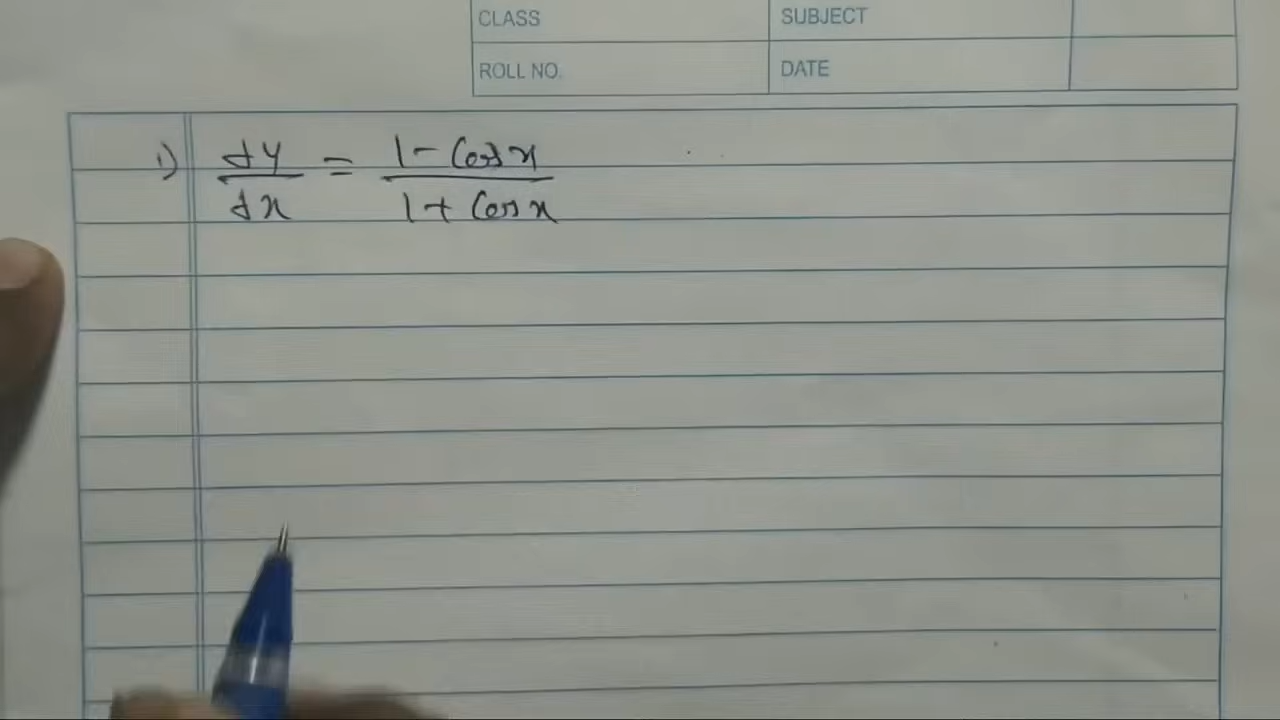 CLASS SUBJECT
ROLL NO. DATE
1) dy/dx = 1 - Cos x / 1 + Cos x